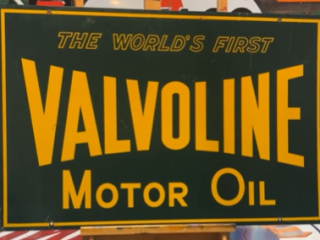 THE WORLD'S FIRST
VALVOLINE
MOTOR OIL